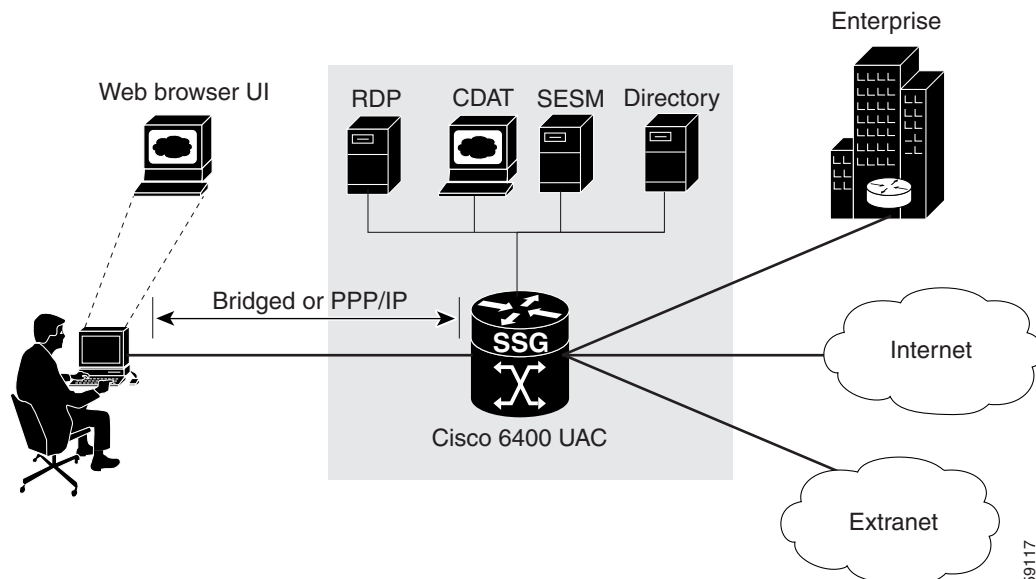 Enterprise
Web browser UI
RDP
CDAT
SESM
Directory
Bridged or PPP/IP
SSG
Internet
Cisco 6400 UAC
Extranet